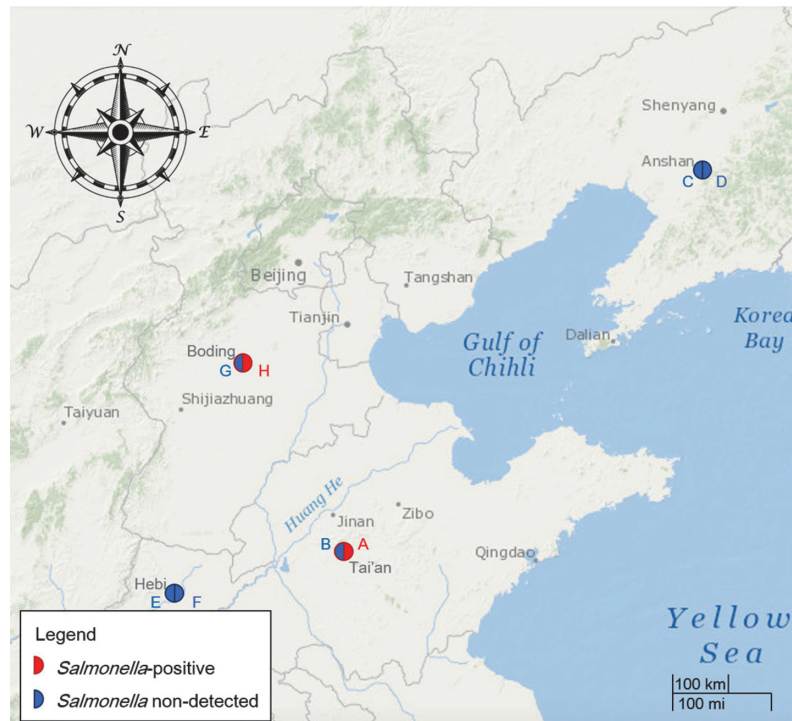 N
W
E
S
Shenyang
Anshan
C
D
Beijing
Tangshan
Tianjin
Korea
Bay
Gulf of
Chihli
Dalian
Boding
G
H
Shijiazhuang
Taiyuan
Huang He
Zibo
Jinan
B
A
Tai'an
Qingdao
Hebi
E
F
Yellow
Sea
Legend
Salmonella-positive
Salmonella non-detected
100 km
100 mi